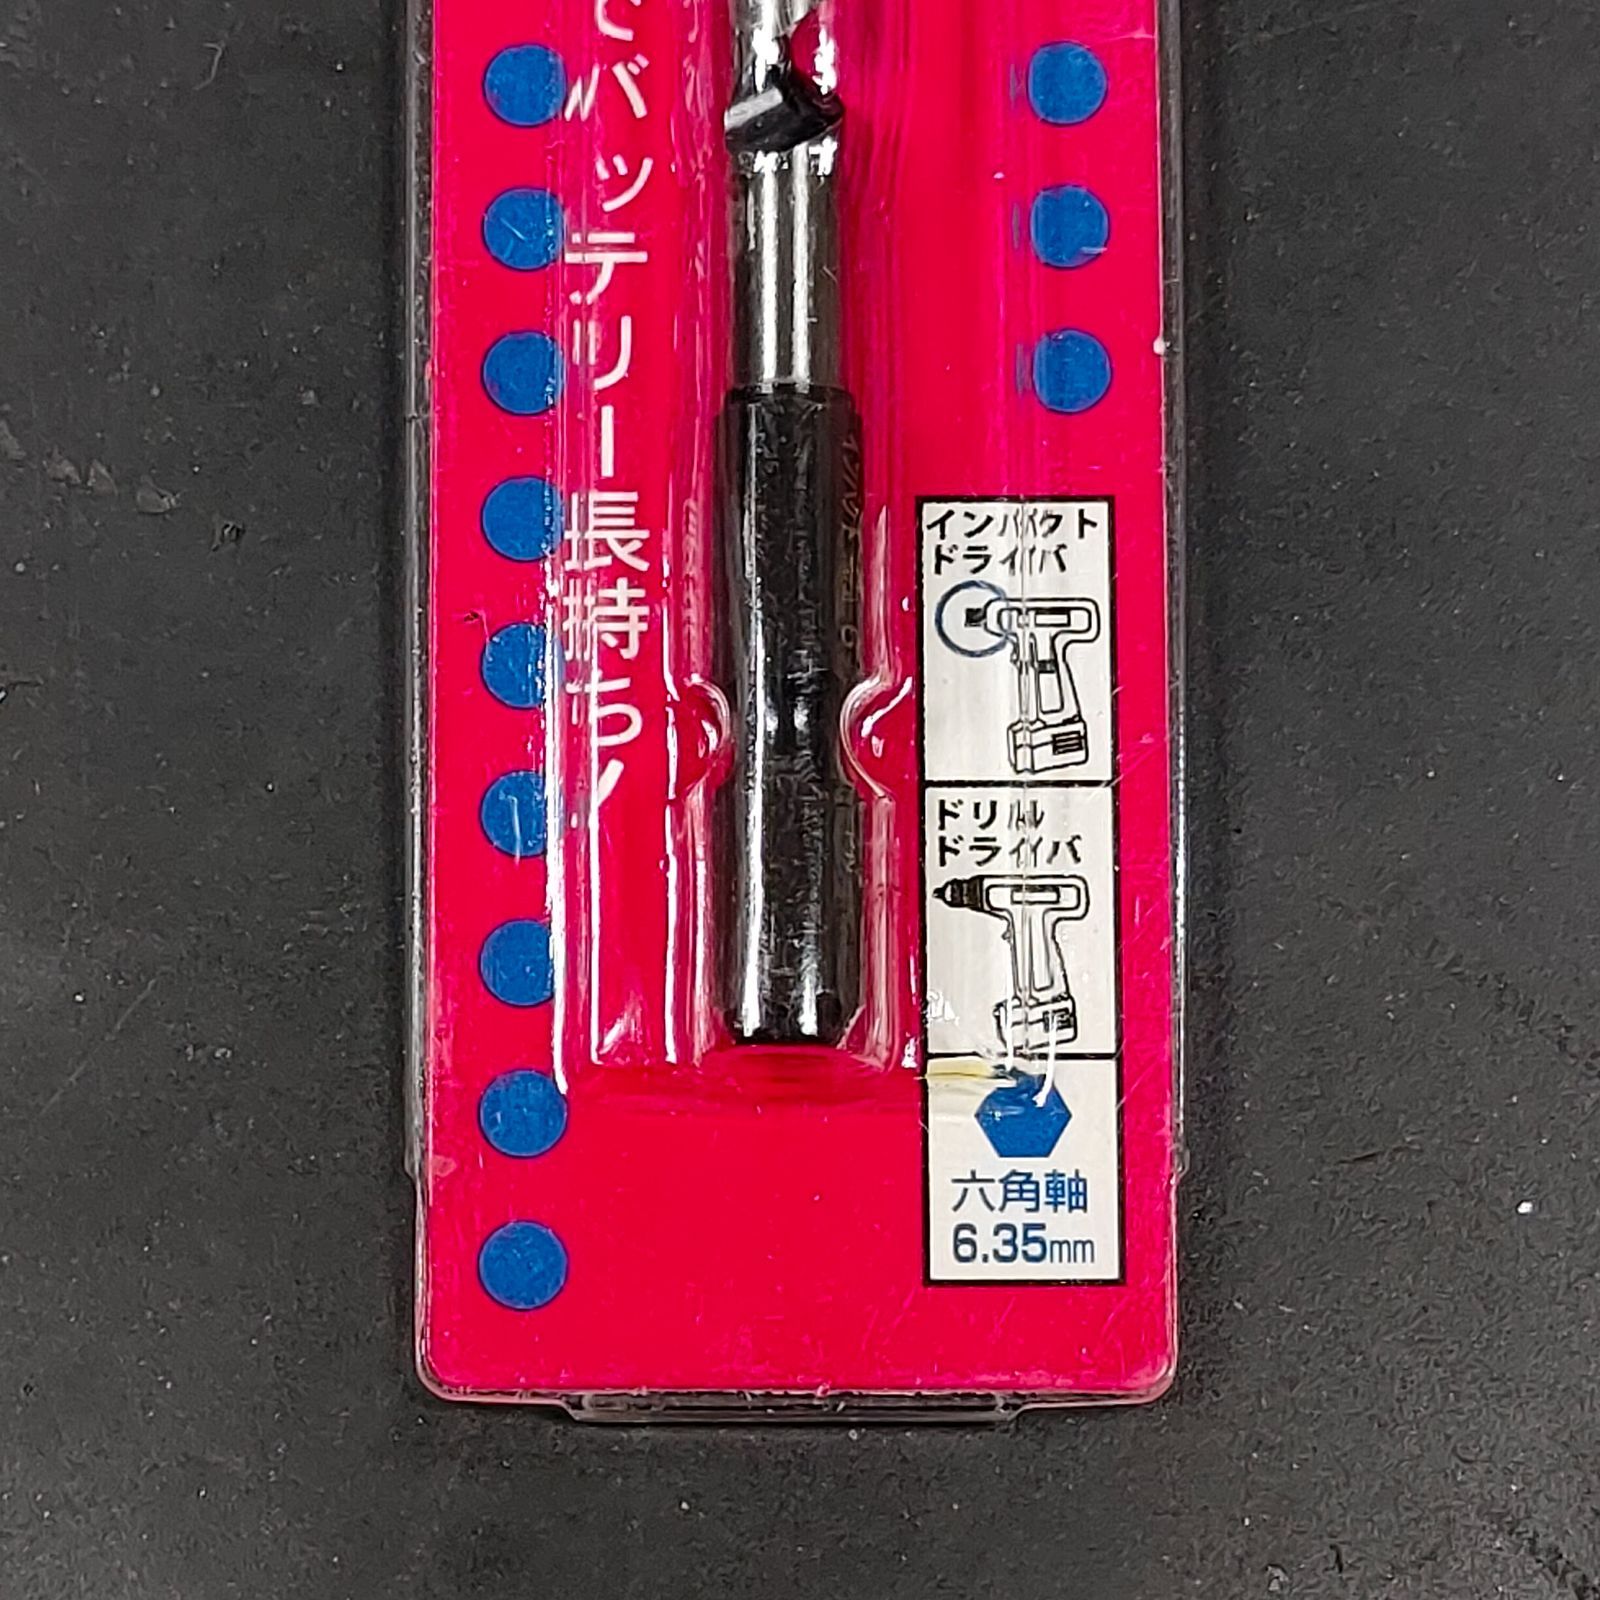 でバッテリー長持ち!
インパクト
ドライバ
ドリル
ドライバ
六角軸
6.35mm